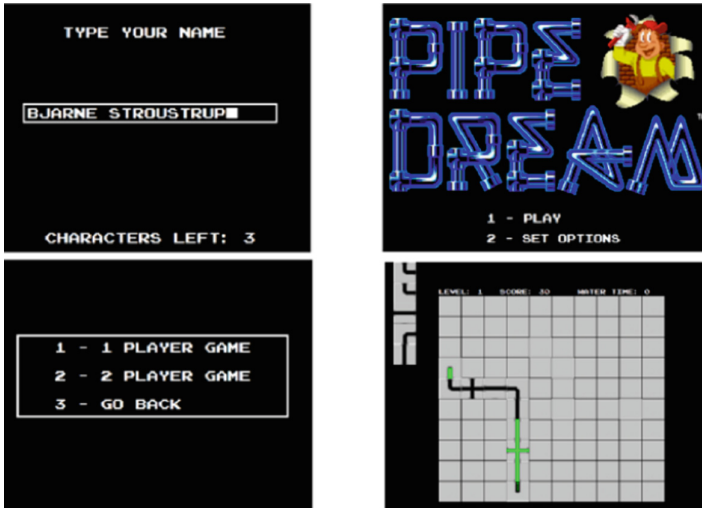 TYPE YOUR NAME
BJARNE STROUSTRUP
CHARACTERS LEFT: 3
PIPE
DREAM
TM
1 - PLAY
2 - SET OPTIONS
1 - 1 PLAYER GAME
2 - 2 PLAYER GAME
3 - GO BACK
LEVEL: 1 SCORE: 30 WATER TIME: 0